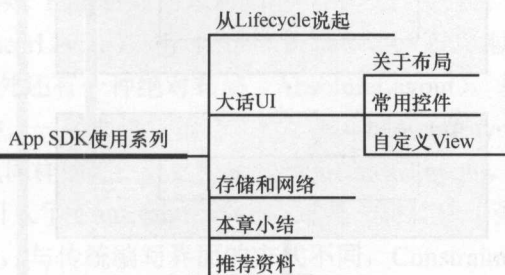 从Lifecycle说起
关于布局
大话UI
常用控件
App SDK使用系列
自定义View
存储和网络
本章小结
推荐资料